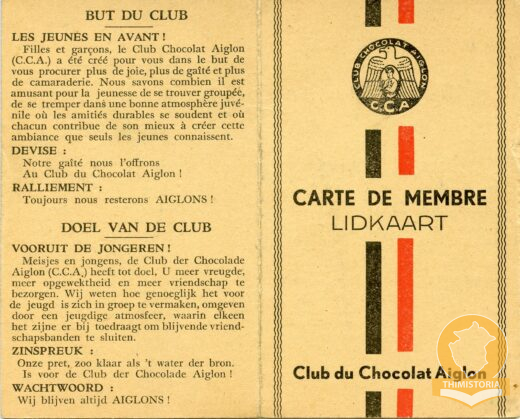 BUT DU CLUB
LES JEUNES EN AVANT !
Filles et garçons, le Club Chocolat Aiglon
(C.C.A.) a été créé pour vous dans le but de
vous procurer plus de joie, plus de gaîté et plus
de camaraderie. Nous savons combien il est
amusant pour la jeunesse de se trouver groupée,
de se tremper dans une bonne atmosphère juvé-
nile où les amitiés durables se soudent et où
chacun contribue de son mieux à créer cette
ambiance que seuls les jeunes connaissent.
DEVISE :
Notre gaîté nous l'offrons
Au Club du Chocolat Aiglon !
RALLIEMENT :
Toujours nous resterons AIGLONS !
DOEL VAN DE CLUB
VOORUIT DE JONGEREN !
Meisjes en jongens, de Club der Chocolade
Aiglon (C.C.A.) heeft tot doel, U meer vreugde,
meer opgewektheid en meer vriendschap te
bezorgen. Wij weten hoe genoeglijk het voor
de jeugd is zich in groep te vermaken, omgeven
door een jeugdige atmosfeer, waarin elkeen
het zijne er bij toedraagt om blijvende vriend-
schapsbanden te sluiten.
ZINSPREUK :
Onze pret, zoo klaar als 't water der bron.
Is voor de Club der Chocolade Aiglon !
WACHTWOORD :
Wij blijven altijd AIGLONS !
CLUB CHOCOLAT AIGLON
C.C.A
CARTE DE MEMBRE
LIDKAART
Club du Chocolat Aiglon
THIMISTORIA